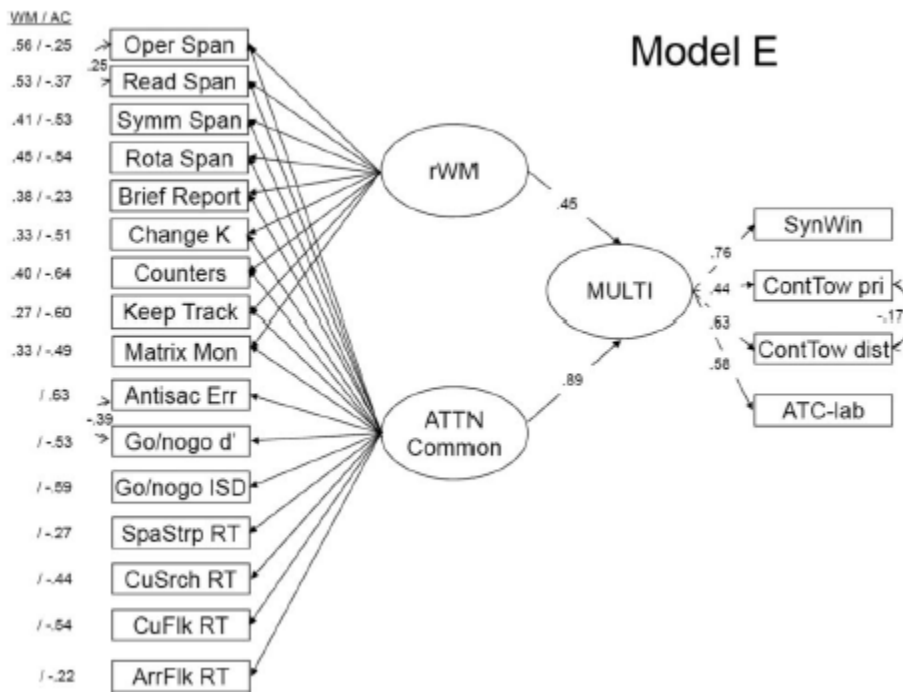 WM / AC
Model E
.56 / -.25
Oper Span
.25
.53 / -.37
Read Span
.41 / -.53
Symm Span
.45 / -.54
Rota Span
.38 / -.23
Brief Report
.33 / -.51
Change K
.40 / -.64
Counters
.27 / -.60
Keep Track
.33 / -.49
Matrix Mon
/ .63
Antisac Err
-.39
/ -.53
Go/nogo d'
/ -.59
Go/nogo ISD
/ -.27
SpaStrp RT
/ -.44
CuSrch RT
/ -.54
CuFlk RT
/ -.22
ArrFlk RT
rWM
ATTN
Common
.45
.89
MULTI
.76
.44
.63
.58
SynWin
ContTow pri
-.17
ContTow dist
ATC-lab